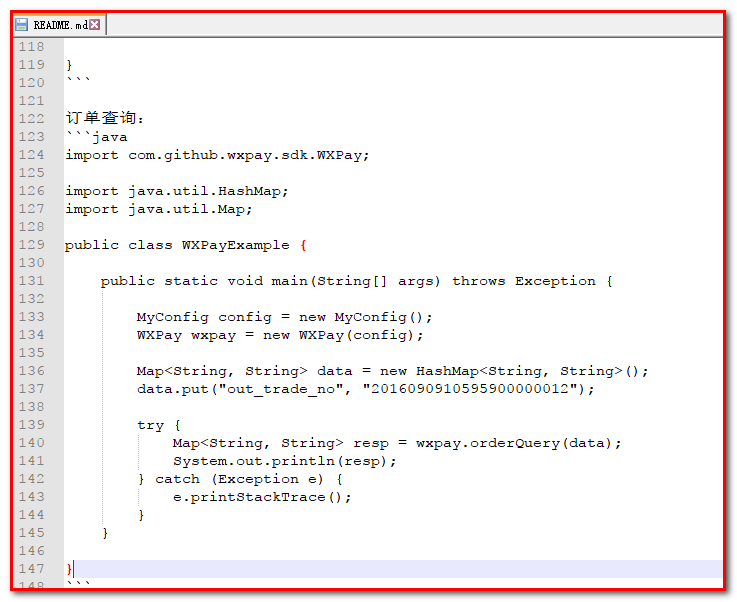 README.md
118
119 }
120 ```
121
122 订单查询:
123 ```java
124 import com.github.wxpay.sdk.WXPay;
125
126 import java.util.HashMap;
127 import java.util.Map;
128
129 public class WXPayExample {
130
131     public static void main(String[] args) throws Exception {
132
133         MyConfig config = new MyConfig();
134         WXPay wxpay = new WXPay(config);
135
136         Map<String, String> data = new HashMap<String, String>();
137         data.put("out_trade_no", "2016090910595900000012");
138
139         try {
140             Map<String, String> resp = wxpay.orderQuery(data);
141             System.out.println(resp);
142         } catch (Exception e) {
143             e.printStackTrace();
144         }
145     }
146
147 }
148 ```